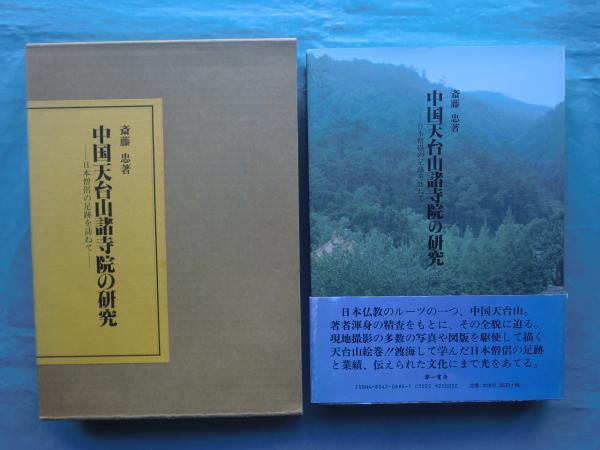 斎藤 忠著
中国天台山諸寺院の研究
―日本僧侶の足跡を訪ねて―
斎藤 忠著
中国天台山諸寺院の研究
―日本僧侶の足跡を訪ねて―
日本仏教のルーツの一つ、中国天台山。
著者渾身の精査をもとに、その全貌に迫る。
現地撮影の多数の写真や図版を駆使して描く
天台山絵巻!!渡海して学んだ日本僧侶の足跡
と業績、伝えられた文化にまで光をあてる。
第一書房